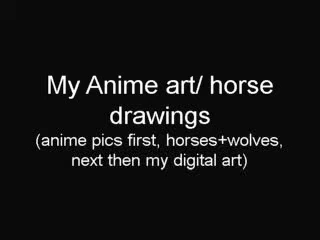 My Anime art/ horse
drawings
(anime pics first, horses+wolves,
next then my digital art)